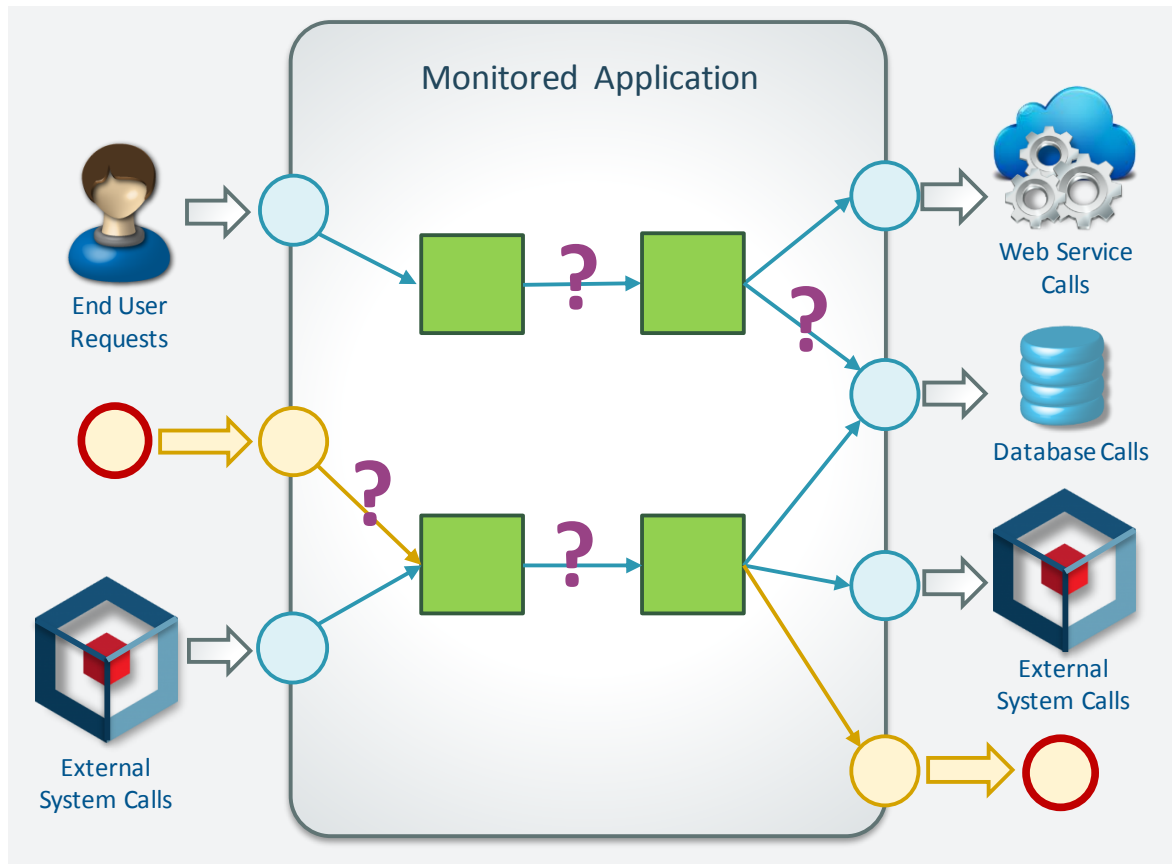 Monitored Application
End User
Requests
?
?
Web Service
Calls
Database Calls
?
?
External
System Calls
External
System Calls